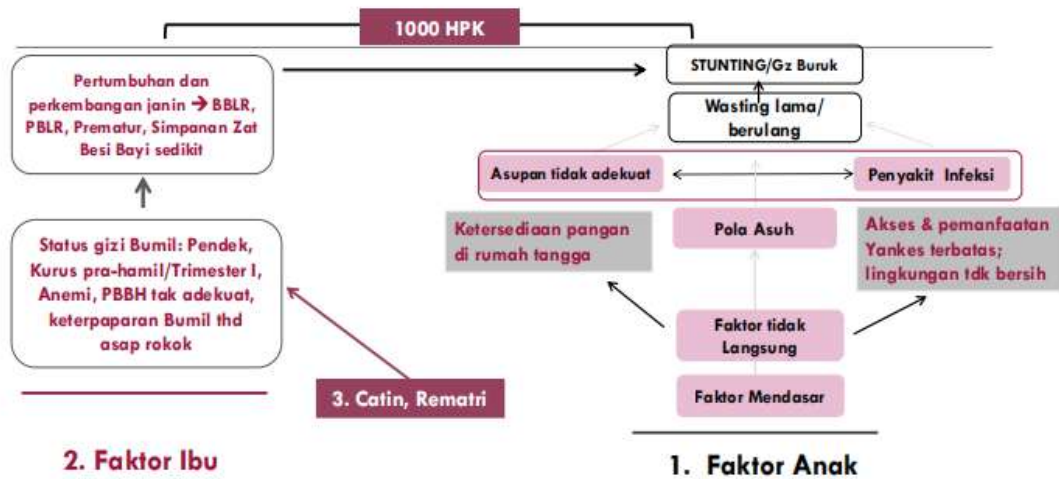 1000 HPK
Pertumbuhan dan
perkembangan janin → BBLR,
PBLR, Prematur, Simpanan Zat
Besi Bayi sedikit
Status gizi Bumil: Pendek,
Kurus pra-hamil/Trimester I,
Anemi, PBBH tak adekuat,
keterpaparan Bumil thd
asap rokok
3. Catin, Rematri
2. Faktor Ibu
STUNTING/Gz Buruk
Wasting lama/
berulang
Asupan tidak adekuat
Penyakit Infeksi
Ketersediaan pangan
di rumah tangga
Pola Asuh
Akses & pemanfaatan
Yankes terbatas;
lingkungan tdk bersih
Faktor tidak
Langsung
Faktor Mendasar
1. Faktor Anak